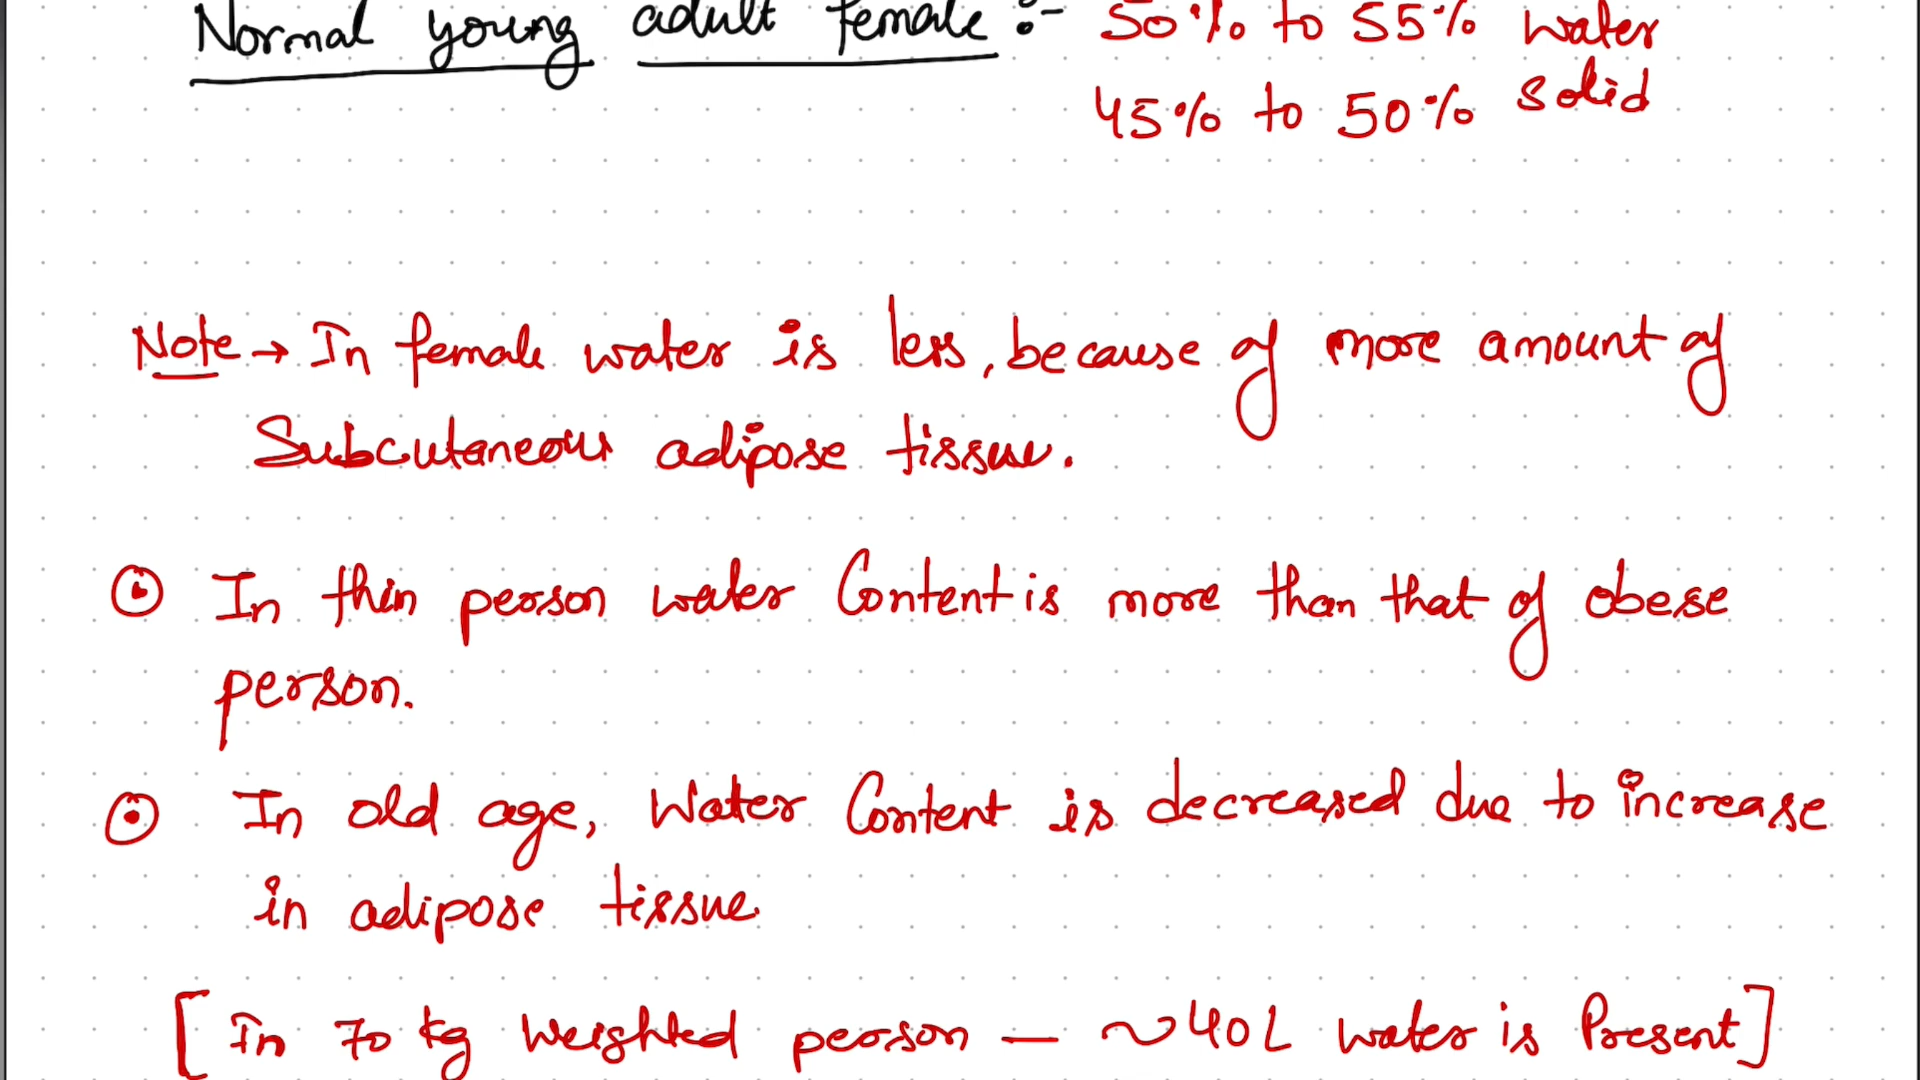 Normal young adult female :- 50% to 55% water
45% to 50% solid
Note → In female water is less, because of more amount of
Subcutaneous adipose tissue.
⊙ In thin person water Content is more than that of obese
person.
⊙ In old age, Water Content is decreased due to increase
in adipose tissue.
[In 70 kg Weighted person — ~40L water is Present]